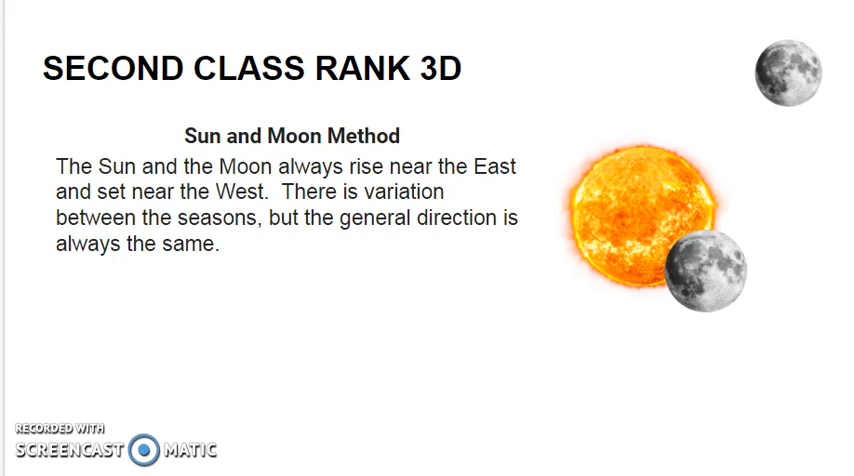 SECOND CLASS RANK 3D
Sun and Moon Method
The Sun and the Moon always rise near the East
and set near the West.  There is variation
between the seasons, but the general direction is
always the same.
RECORDED WITH
SCREENCAST MATIC